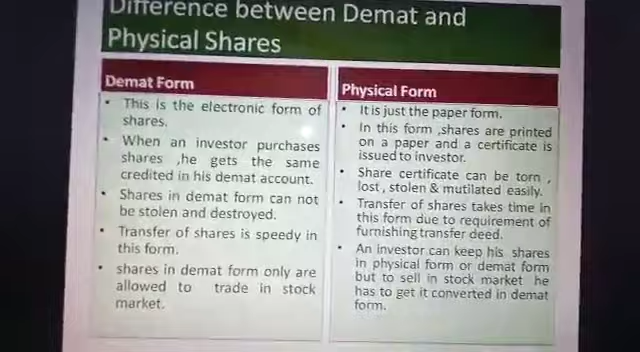 Difference between Demat and
Physical Shares
Demat Form
• This is the electronic form of
shares.
• When an investor purchases
shares ,he gets the same
credited in his demat account.
• Shares in demat form can not
be stolen and destroyed.
• Transfer of shares is speedy in
this form.
• shares in demat form only are
allowed to trade in stock
market.
Physical Form
• It is just the paper form.
• In this form ,shares are printed
on a paper and a certificate is
issued to investor.
• Share certificate can be torn ,
lost , stolen & mutilated easily.
• Transfer of shares takes time in
this form due to requirement of
furnishing transfer deed.
• An investor can keep his shares
in physical form or demat form
but to sell in stock market he
has to get it converted in demat
form.